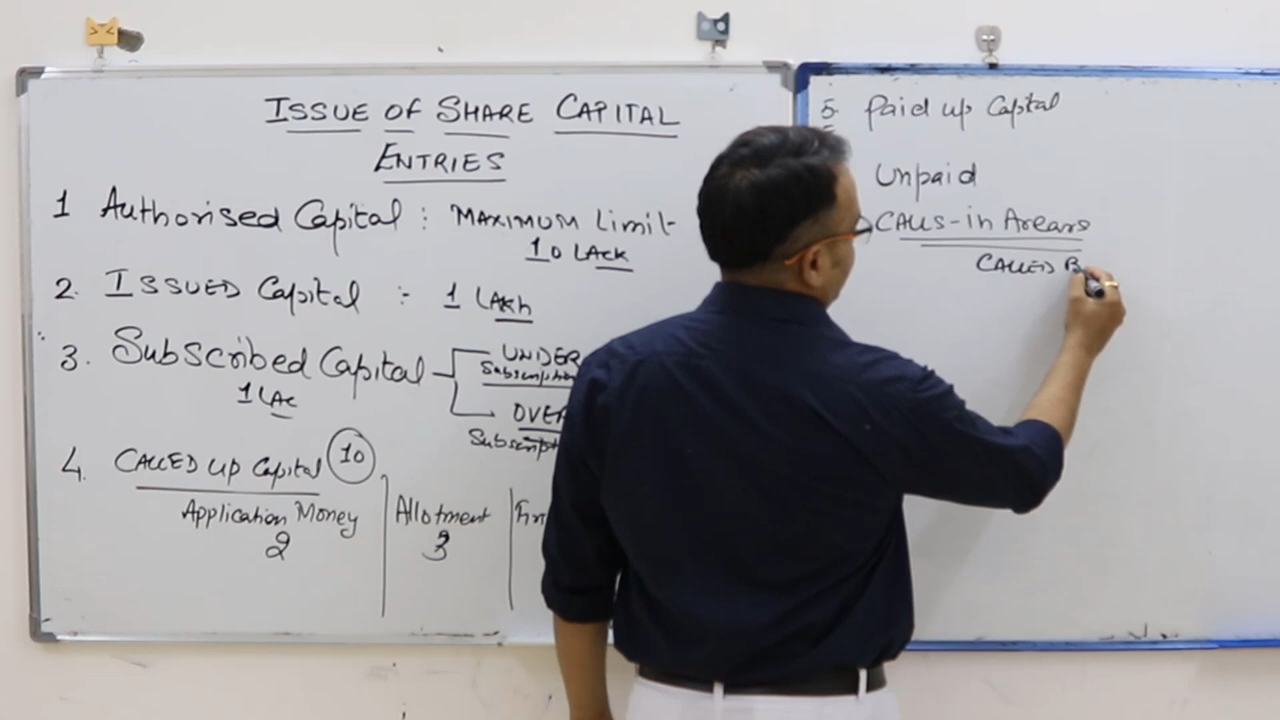 ISSUE OF SHARE CAPITAL
ENTRIES
1 Authorised Capital : MAXIMUM Limit
10 LAck
2. ISSUED Capital :- 1 LAkh
3. Subscribed Capital
1 LAc
UNDER
Subscription
OVER
4. CALLED up Capital 10
Application Money
2
Allotment
3
5. Paid up Capital
Unpaid
CAllS-in Arears
CALLED